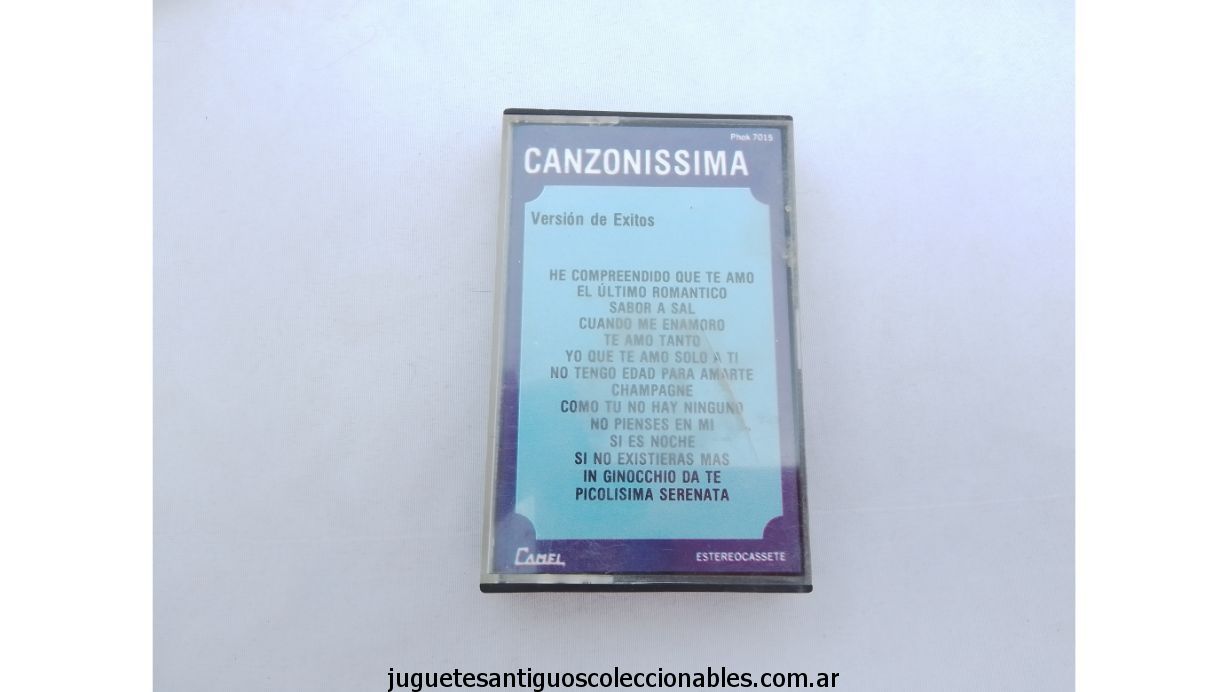 Phok 7015
CANZONISSIMA
Versión de Exitos
HE COMPREENDIDO QUE TE AMO
EL ÚLTIMO ROMANTICO
SABOR A SAL
CUANDO ME ENAMORO
TE AMO TANTO
YO QUE TE AMO SOLO A TI
NO TENGO EDAD PARA AMARTE
CHAMPAGNE
COMO TU NO HAY NINGUNO
NO PIENSES EN MI
SI ES NOCHE
SI NO EXISTIERAS MAS
IN GINOCCHIO DA TE
PICOLISIMA SERENATA
CAMEL
ESTEREOCASSETE
juguetesantiguoscoleccionables.com.ar